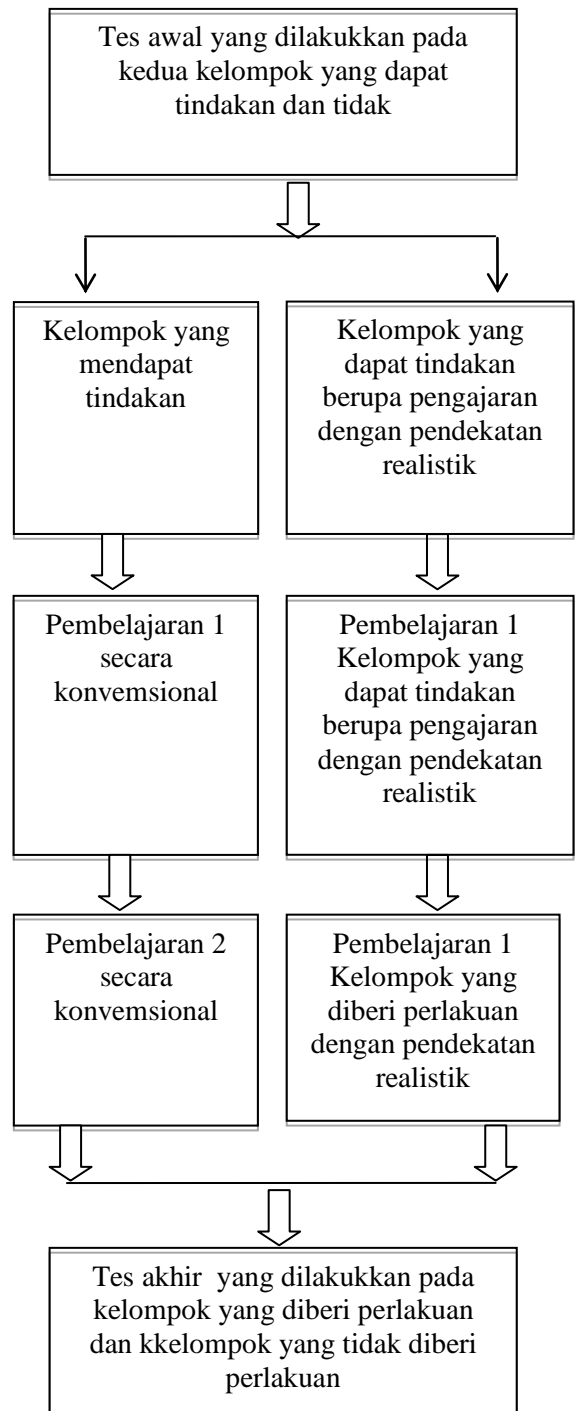 Tes awal yang dilakukkan pada
kedua kelompok yang dapat
tindakan dan tidak
Kelompok yang
mendapat
tindakan
Kelompok yang
dapat tindakan
berupa pengajaran
dengan pendekatan
realistik
Pembelajaran 1
secara
konvemsional
Pembelajaran 1
Kelompok yang
dapat tindakan
berupa pengajaran
dengan pendekatan
realistik
Pembelajaran 2
secara
konvemsional
Pembelajaran 1
Kelompok yang
diberi perlakuan
dengan pendekatan
realistik
Tes akhir  yang dilakukkan pada
kelompok yang diberi perlakuan
dan kkelompok yang tidak diberi
perlakuan